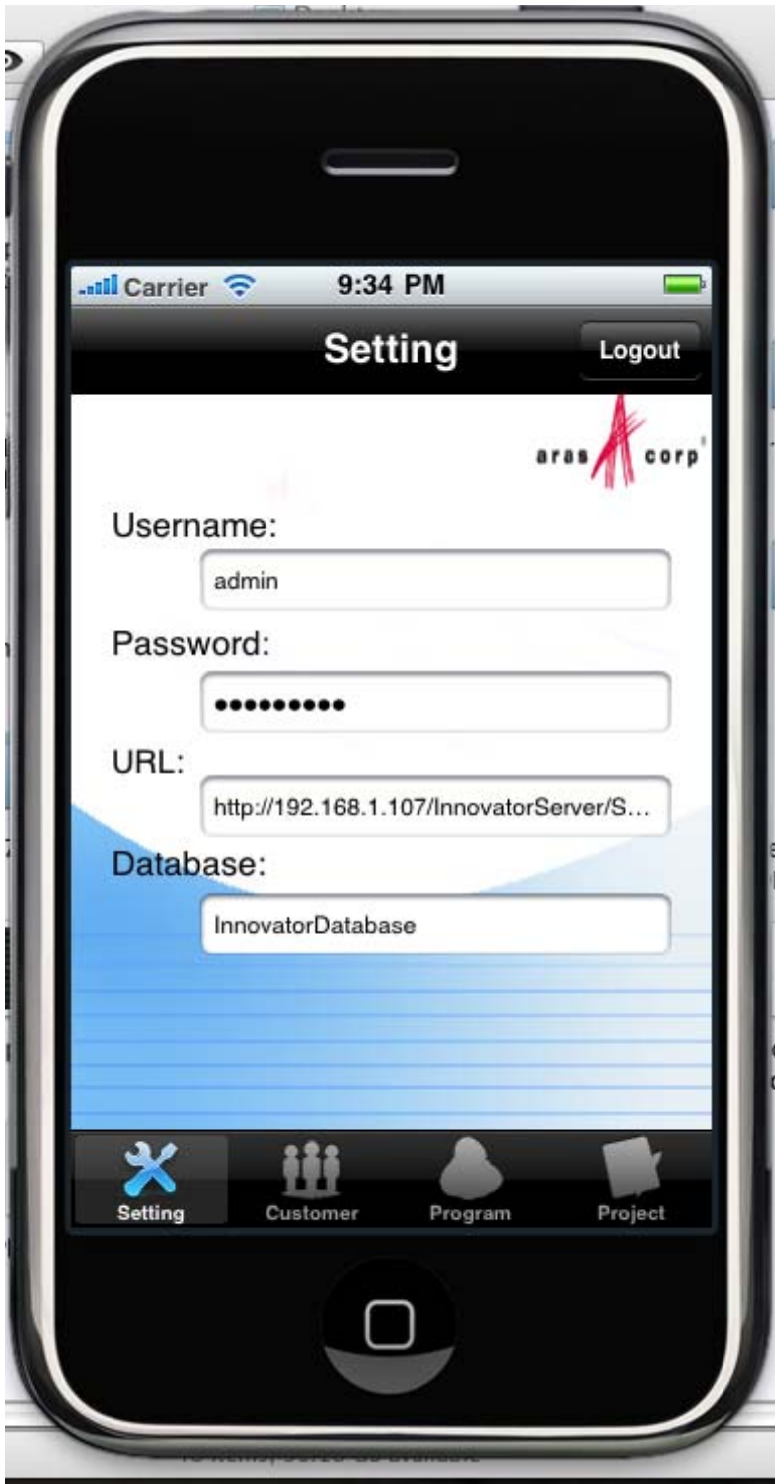 Carrier 9:34 PM
Setting Logout
aras corp
Username:
admin
Password:
•••••••••
URL:
http://192.168.1.107/InnovatorServer/S...
Database:
InnovatorDatabase
Setting Customer Program Project